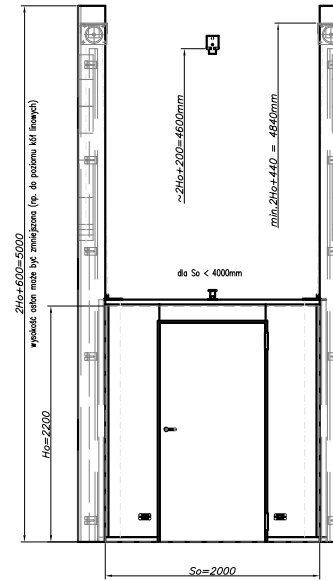 2Ho+600=5000
wysokość osłon może być zmniejszona (np. do poziomu kół linowych)
~2Ho+200=4600mm
min.2Ho+440 = 4840mm
dla So < 4000mm
Ho=2200
So=2000